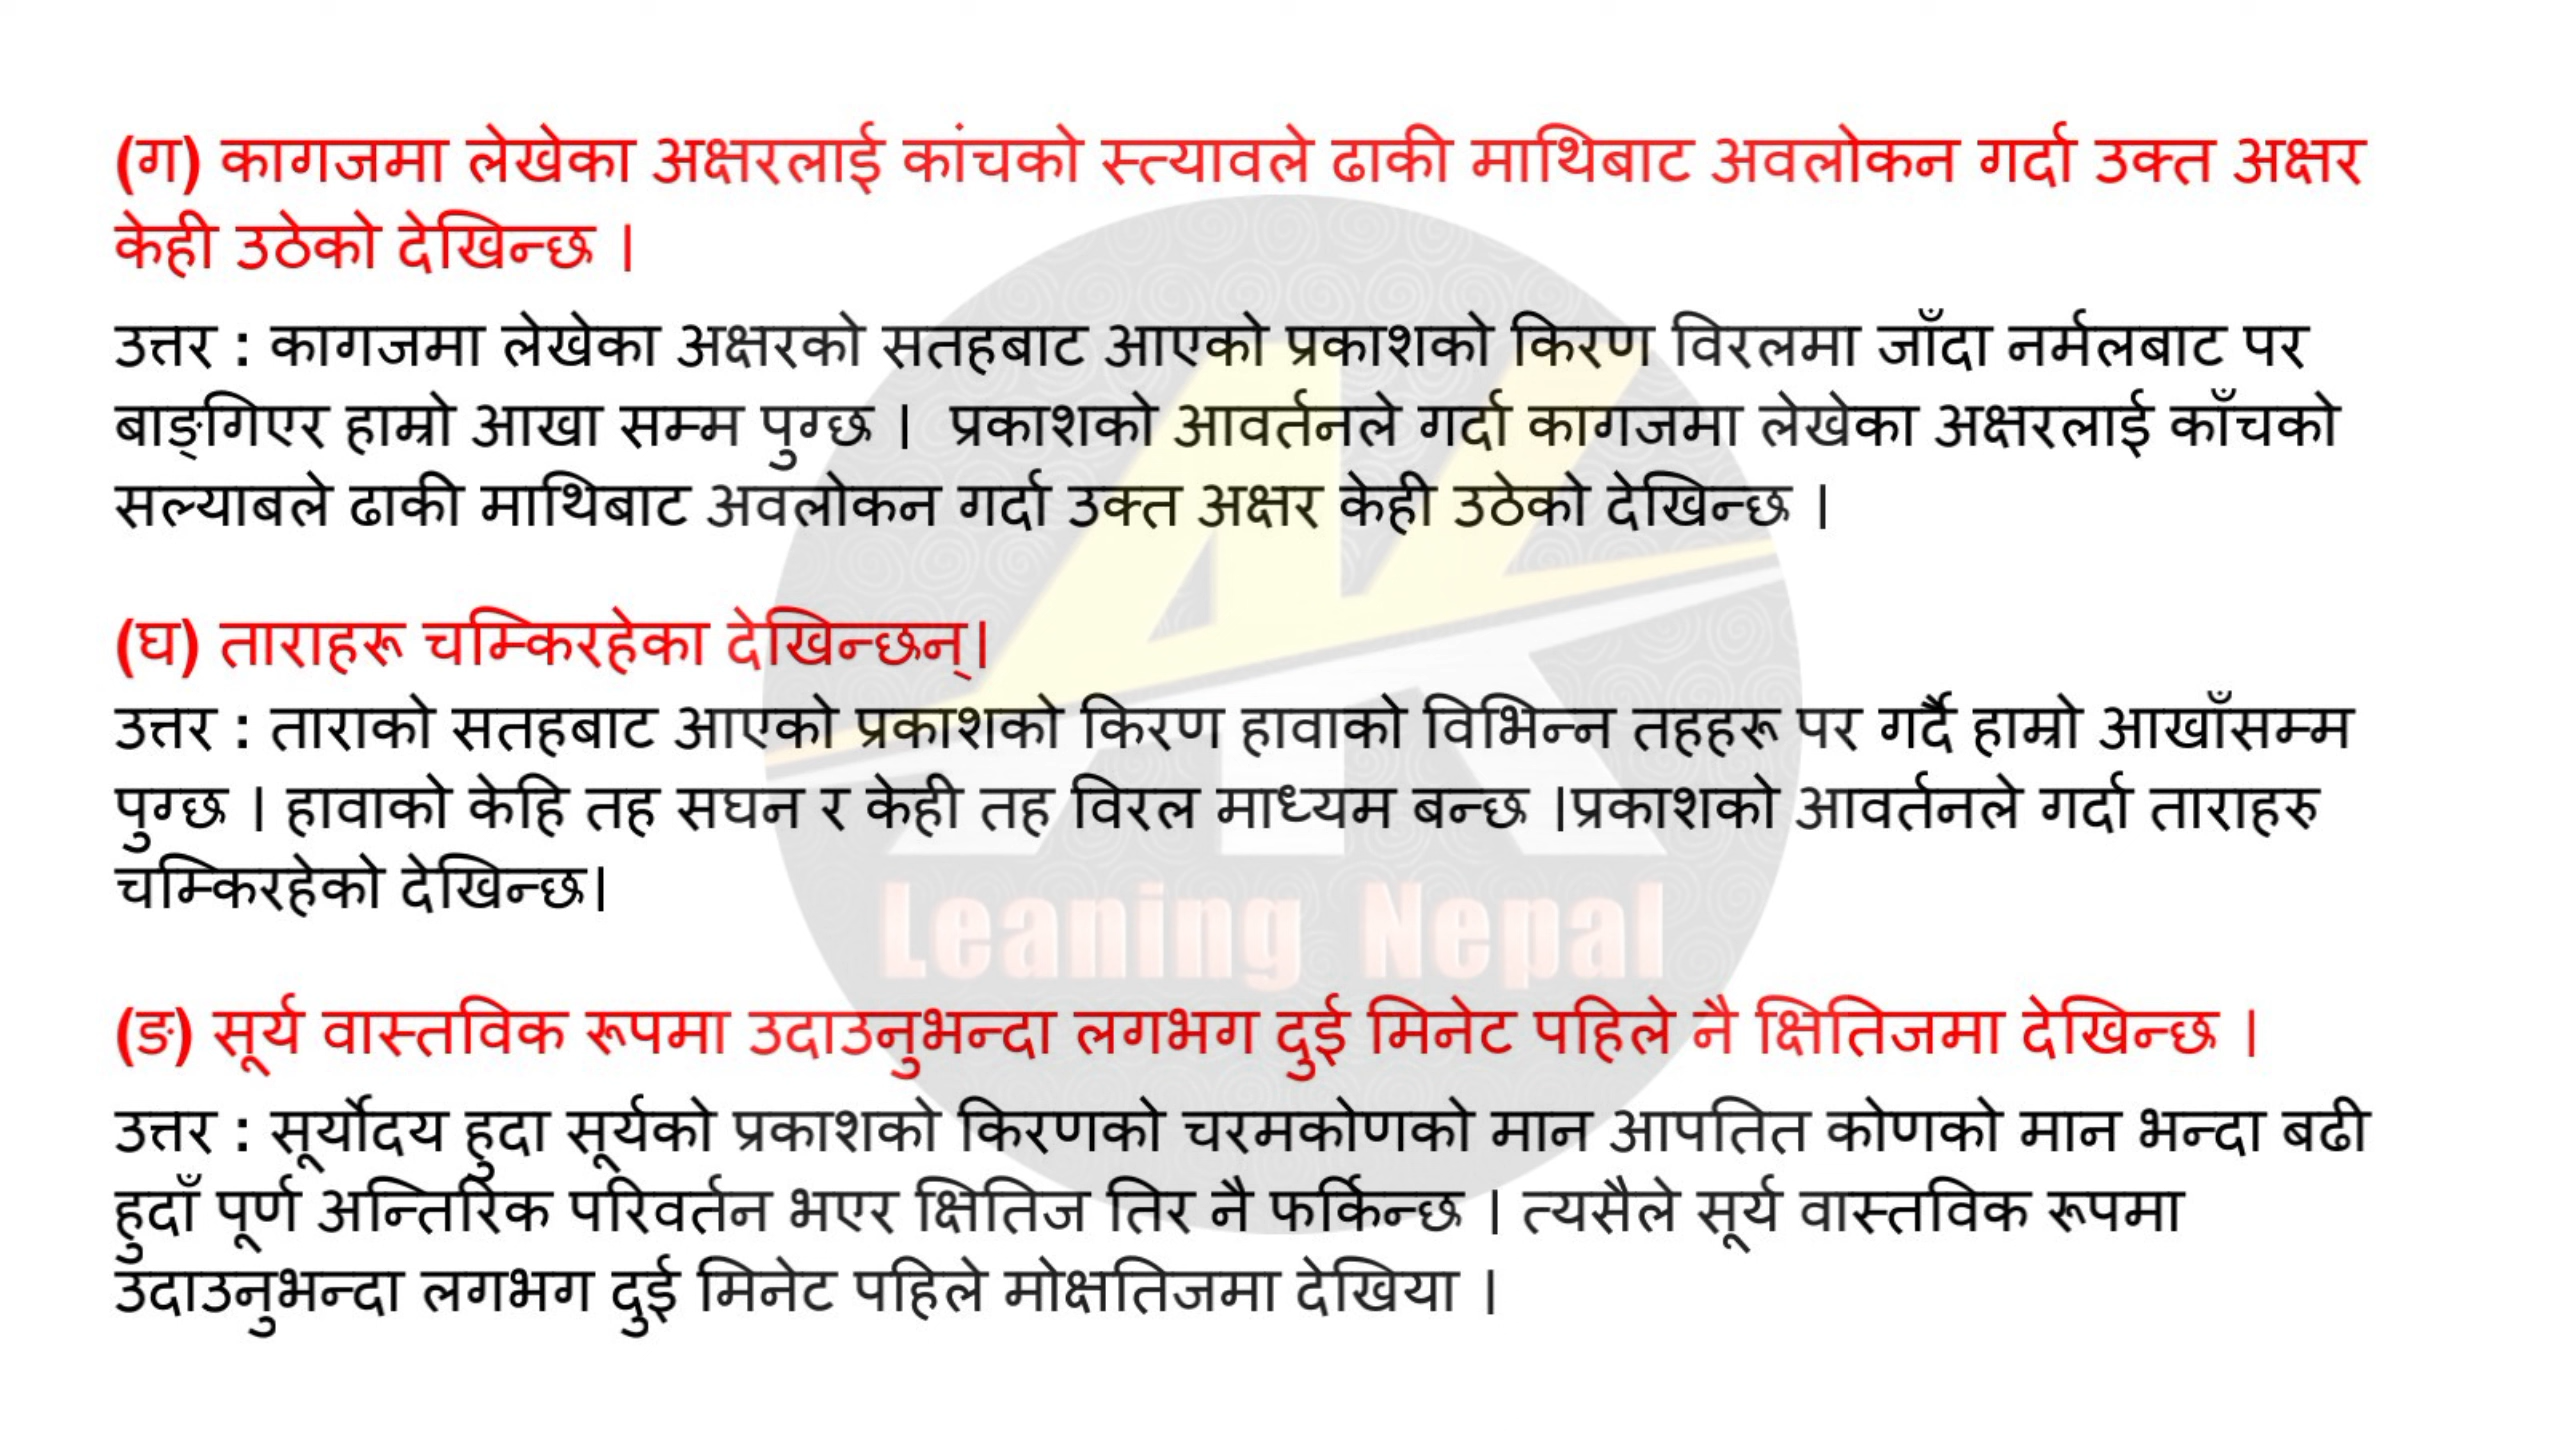 (ग) कागजमा लेखेका अक्षरलाई कांचको स्त्यावले ढाकी माथिबाट अवलोकन गर्दा उक्त अक्षर
केही उठेको देखिन्छ ।
उत्तर : कागजमा लेखेका अक्षरको सतहबाट आएको प्रकाशको किरण विरलमा जाँदा नर्मलबाट पर
बाङ्गिएर हाम्रो आखा सम्म पुग्छ । प्रकाशको आवर्तनले गर्दा कागजमा लेखेका अक्षरलाई काँचको
सल्याबले ढाकी माथिबाट अवलोकन गर्दा उक्त अक्षर केही उठेको देखिन्छ ।
(घ) ताराहरू चम्किरहेका देखिन्छन्।
उत्तर : ताराको सतहबाट आएको प्रकाशको किरण हावाको विभिन्न तहहरू पर गर्दै हाम्रो आखाँसम्म
पुग्छ । हावाको केहि तह सघन र केही तह विरल माध्यम बन्छ ।प्रकाशको आवर्तनले गर्दा ताराहरु
चम्किरहेको देखिन्छ।
Leaning Nepal
(ङ) सूर्य वास्तविक रूपमा उदाउनुभन्दा लगभग दुई मिनेट पहिले नै क्षितिजमा देखिन्छ ।
उत्तर : सूर्योदय हुदा सूर्यको प्रकाशको किरणको चरमकोणको मान आपतित कोणको मान भन्दा बढी
हुदाँ पूर्ण अन्तिरिक परिवर्तन भएर क्षितिज तिर नै फर्किन्छ । त्यसैले सूर्य वास्तविक रूपमा
उदाउनुभन्दा लगभग दुई मिनेट पहिले मोक्षतिजमा देखिया ।